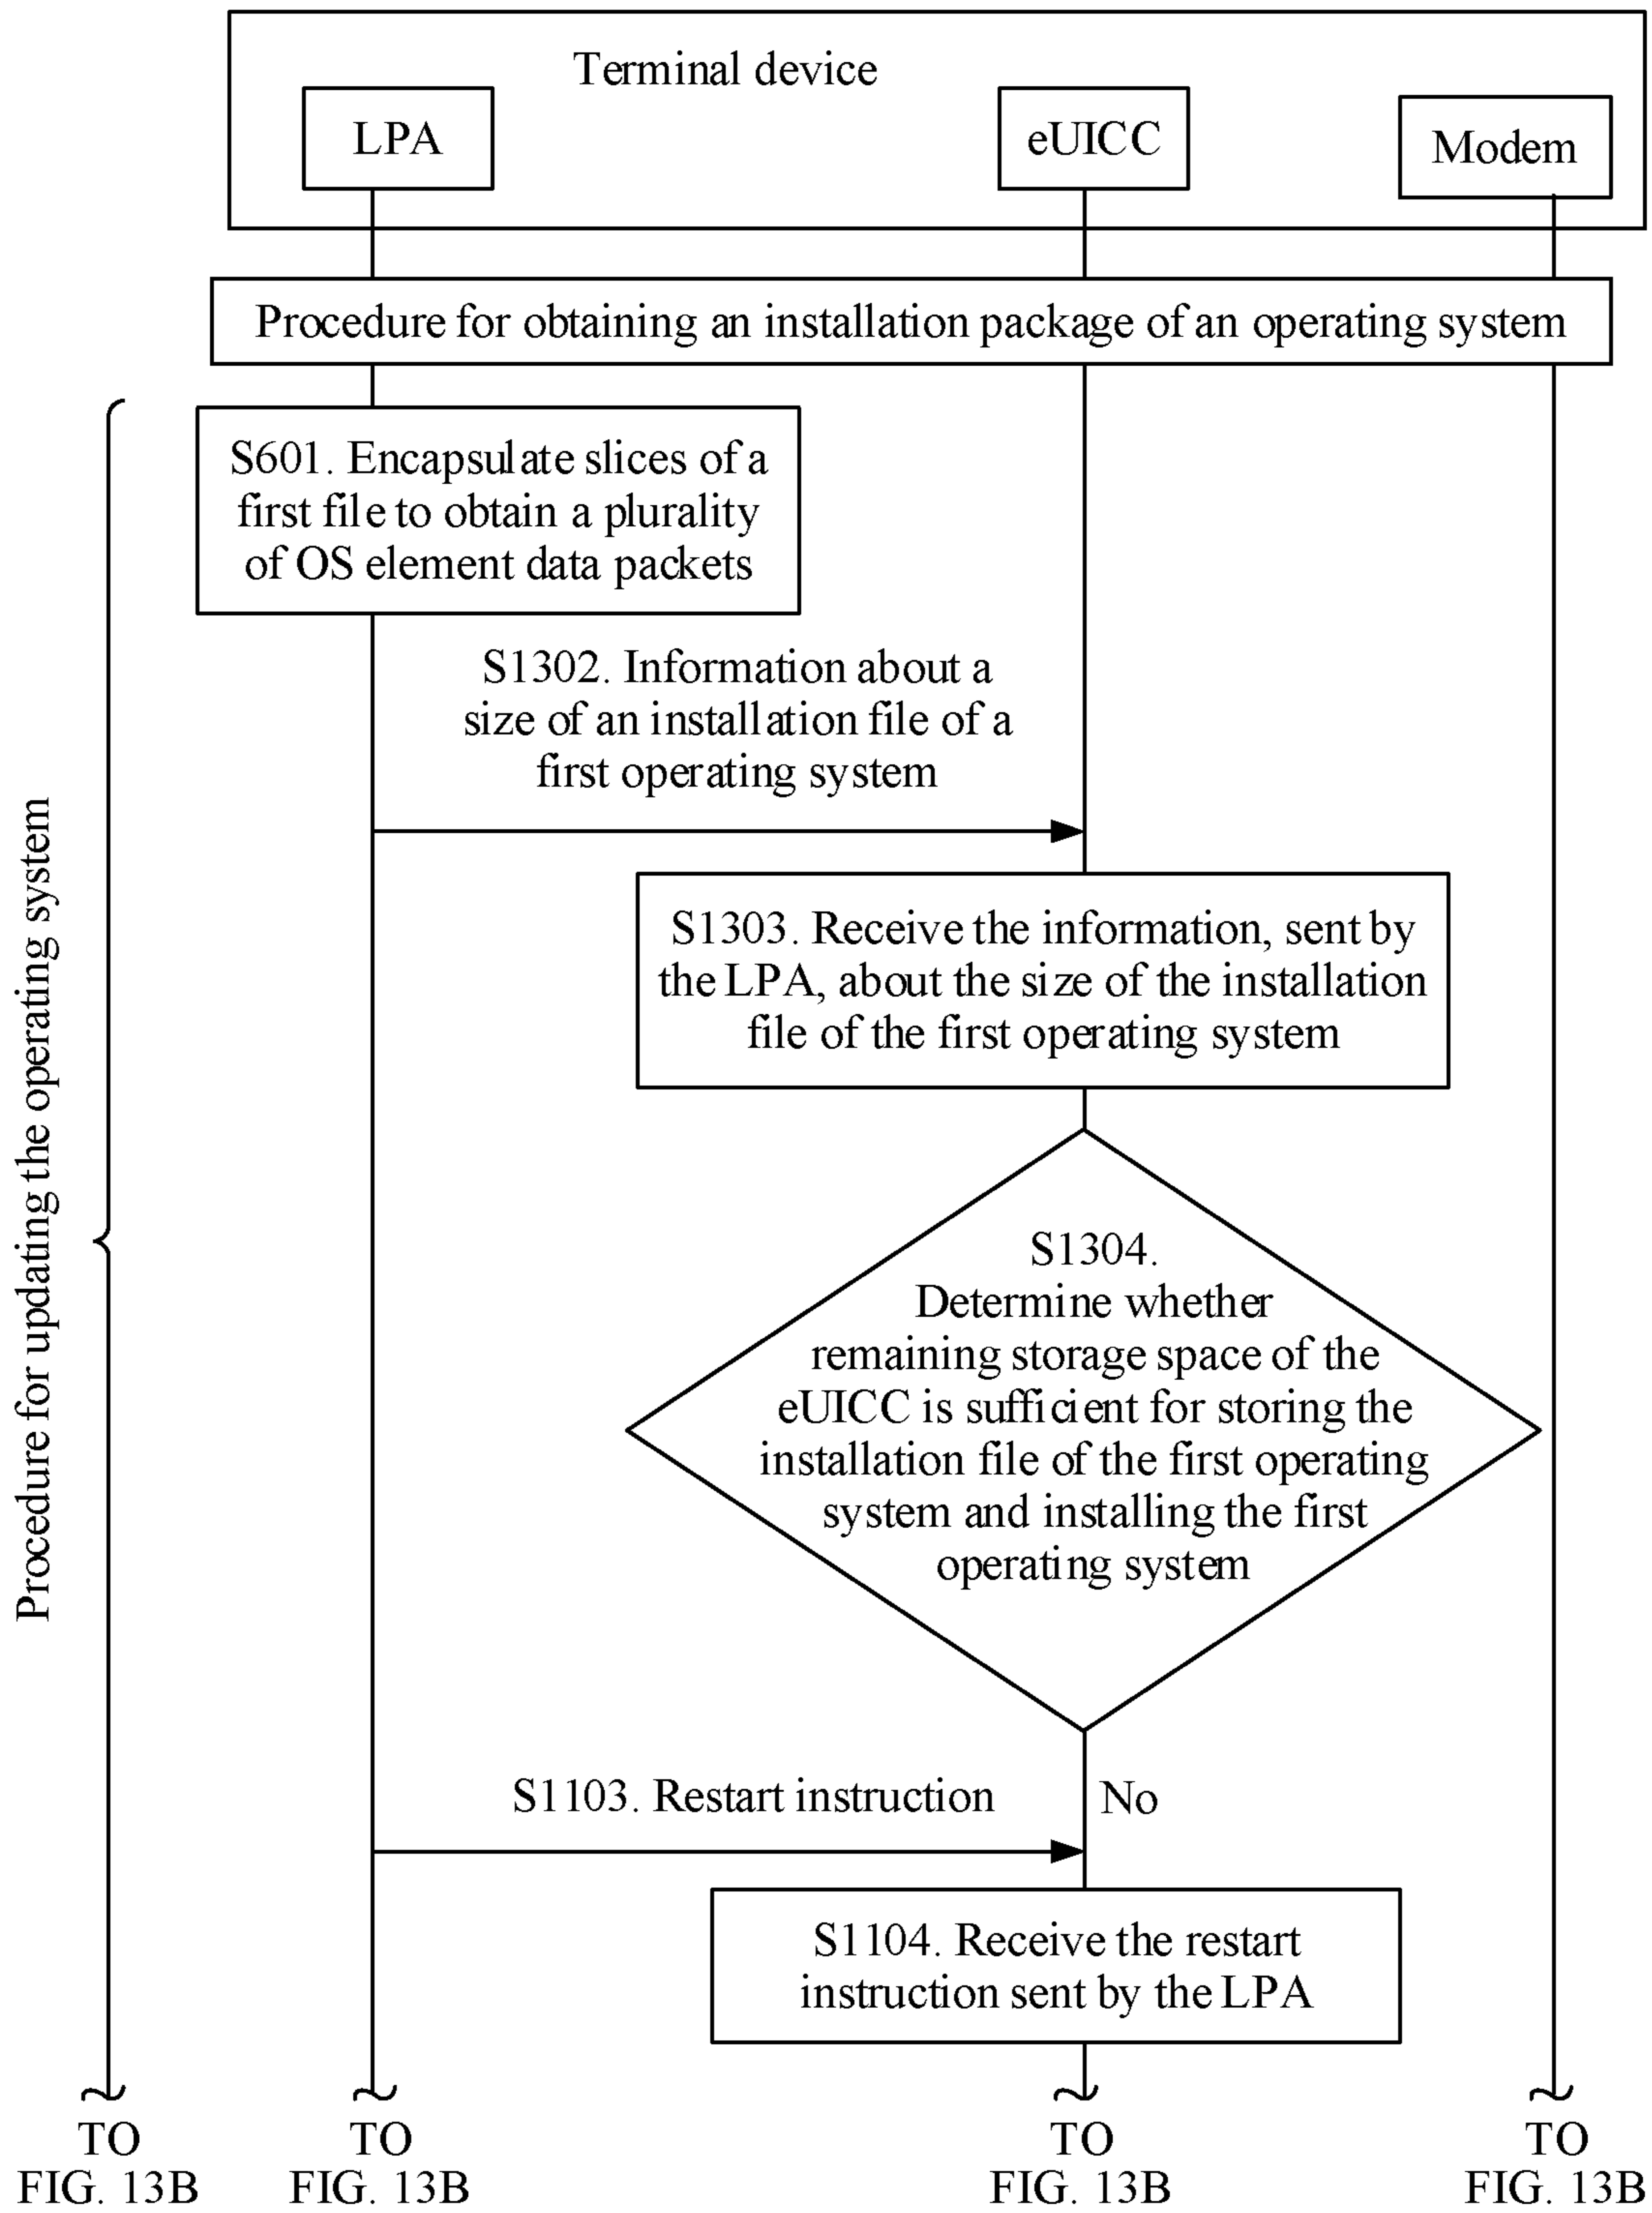 Terminal device
LPA
eUICC
Modem
Procedure for obtaining an installation package of an operating system
Procedure for updating the operating system
S601. Encapsulate slices of a
first file to obtain a plurality
of OS element data packets
S1302. Information about a
size of an installation file of a
first operating system
S1303. Receive the information, sent by
the LPA, about the size of the installation
file of the first operating system
S1304.
Determine whether
remaining storage space of the
eUICC is sufficient for storing the
installation file of the first operating
system and installing the first
operating system
S1103. Restart instruction
No
S1104. Receive the restart
instruction sent by the LPA
TO
FIG. 13B
TO
FIG. 13B
TO
FIG. 13B
TO
FIG. 13B